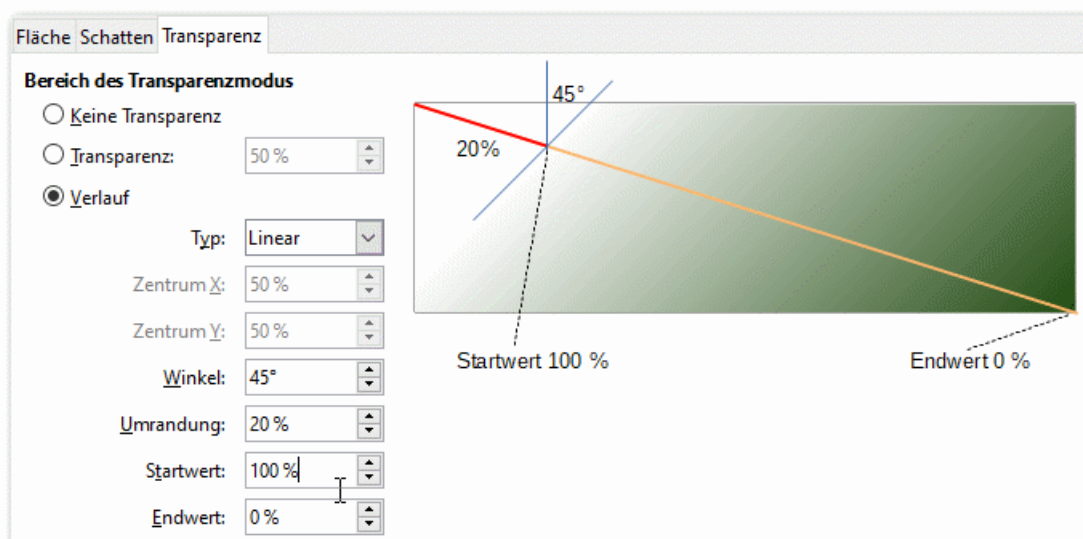 Fläche Schatten Transparenz
Bereich des Transparenzmodus
Keine Transparenz
Transparenz: 50 %
Verlauf
Typ: Linear
Zentrum X: 50 %
Zentrum Y: 50 %
Winkel: 45°
Umrandung: 20 %
Startwert: 100 %
Endwert: 0 %
45°
20%
Startwert 100 %
Endwert 0 %